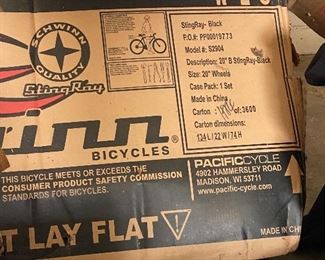 SCHWINN
QUALITY
StingRay
StingRay- Black
P.O.#: PP00019773
Model #: S2904
Description: 20" B StingRay-Black
Size: 20" Wheels
Case Pack: 1 Set
Made in China
Carton of 3600
Carton dimensions:
134 L / 22 W / 74 H
inn ®
BICYCLES
THIS BICYCLE MEETS OR EXCEEDS THE
CONSUMER PRODUCT SAFETY COMMISSION
STANDARDS FOR BICYCLES.
PACIFIC CYCLE
4902 HAMMERSLEY ROAD
MADISON, WI 53711
www.pacific-cycle.com
T LAY FLAT
MADE IN CH